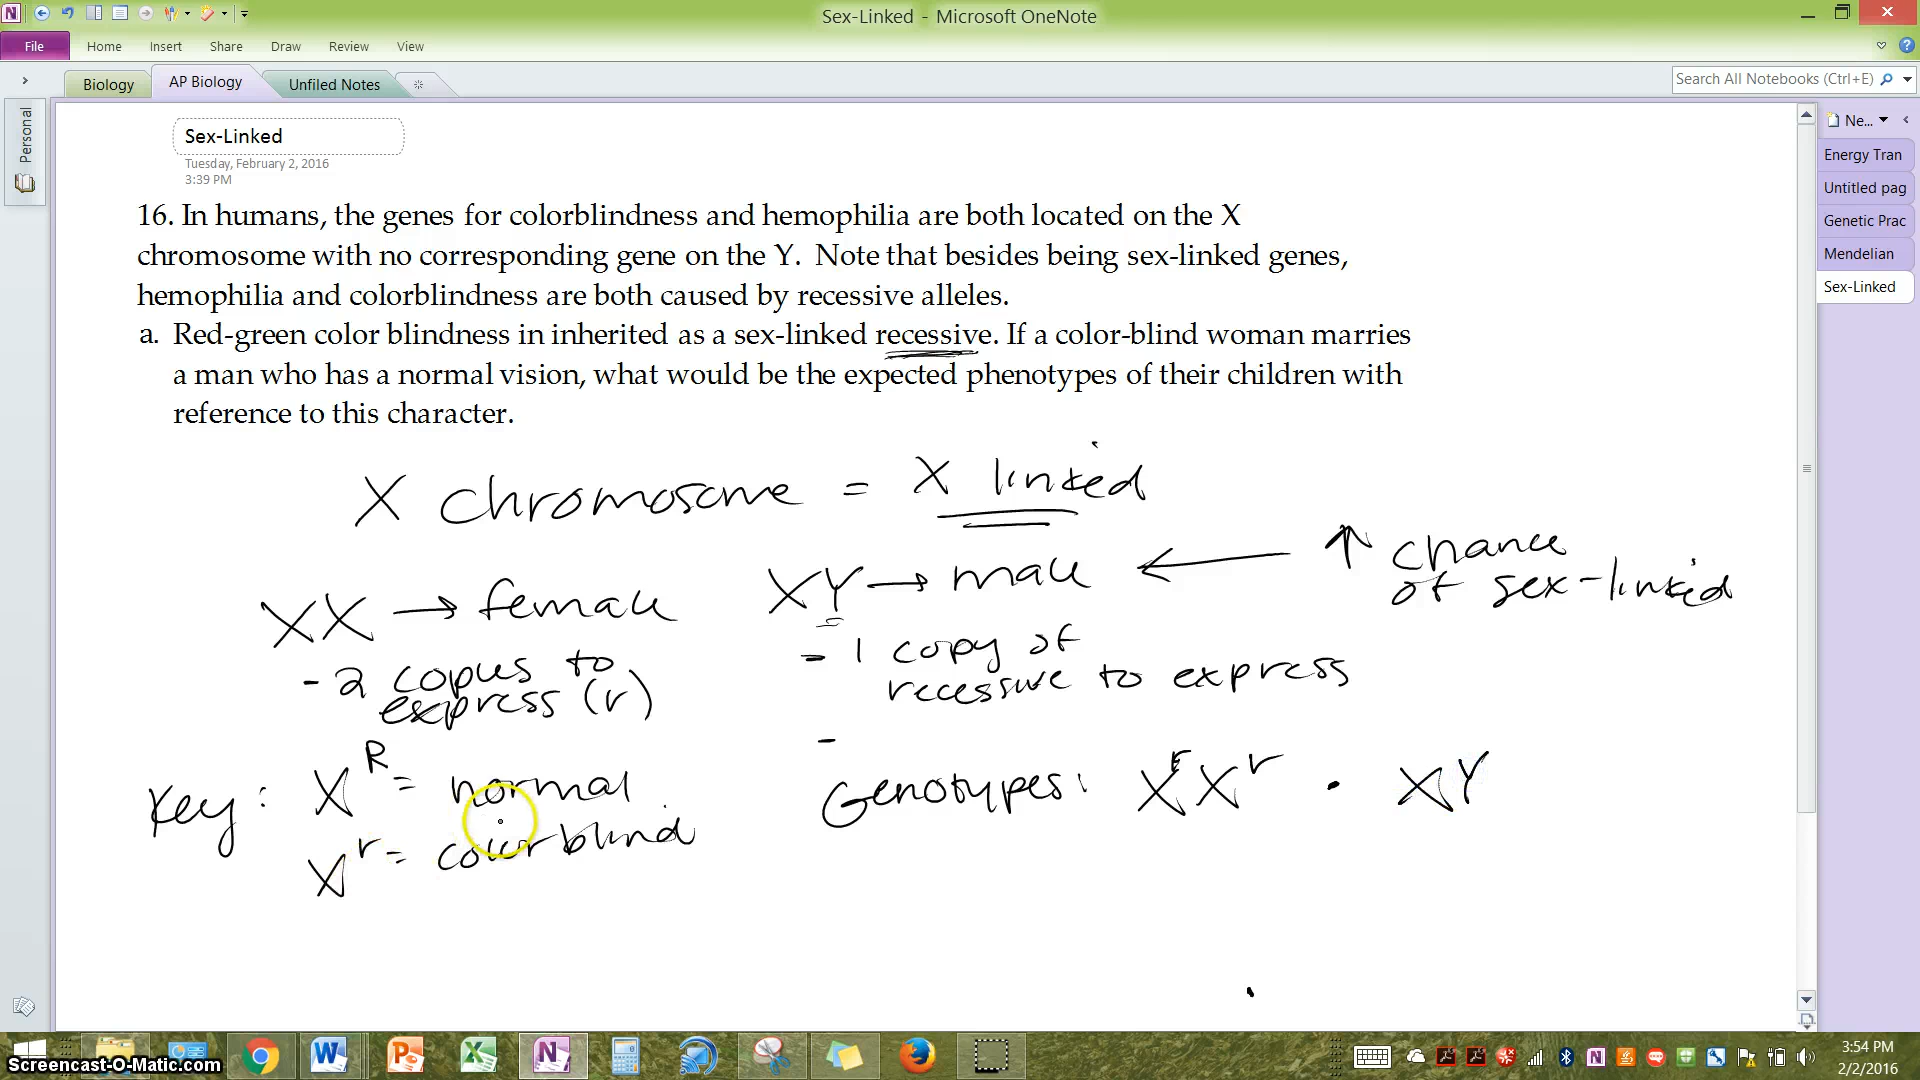 Sex-Linked - Microsoft OneNote
File Home Insert Share Draw Review View
Biology AP Biology Unfiled Notes
Search All Notebooks (Ctrl+E)
Personal
Ne...
Energy Tran
Untitled pag
Genetic Prac
Mendelian
Sex-Linked
Sex-Linked
Tuesday, February 2, 2016
3:39 PM
16. In humans, the genes for colorblindness and hemophilia are both located on the X
chromosome with no corresponding gene on the Y. Note that besides being sex-linked genes,
hemophilia and colorblindness are both caused by recessive alleles.
a. Red-green color blindness in inherited as a sex-linked recessive. If a color-blind woman marries
a man who has a normal vision, what would be the expected phenotypes of their children with
reference to this character.
X chromosome = X linked
XX → female
- 2 copies to
express (r)
XY → male ← ↑ chance
of sex-linked
- 1 copy of
recessive to express
-
Key: X^R = normal
X^r = colorblind
Genotypes: X^r X^r · XY
Screencast-O-Matic.com
3:54 PM
2/2/2016